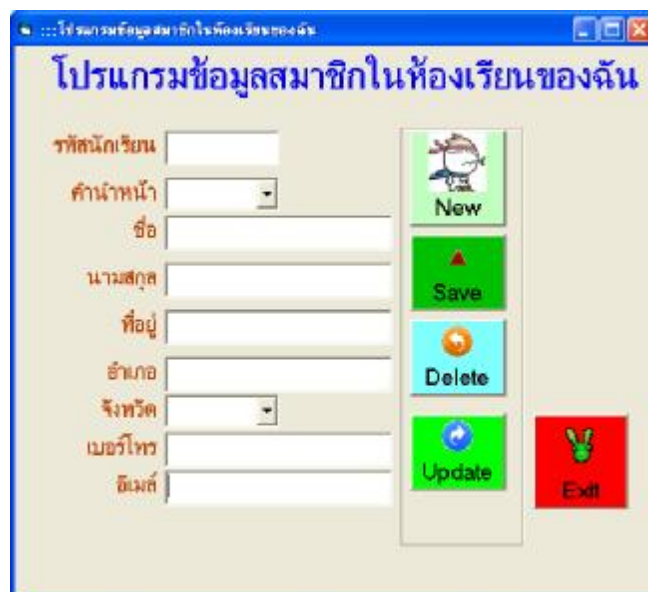 :::โปรแกรมข้อมูลสมาชิกในห้องเรียนของฉัน
โปรแกรมข้อมูลสมาชิกในห้องเรียนของฉัน
รหัสนักเรียน
คำนำหน้า
ชื่อ
นามสกุล
ที่อยู่
อำเภอ
จังหวัด
เบอร์โทร
อีเมล์
New
Save
Delete
Update
Exit